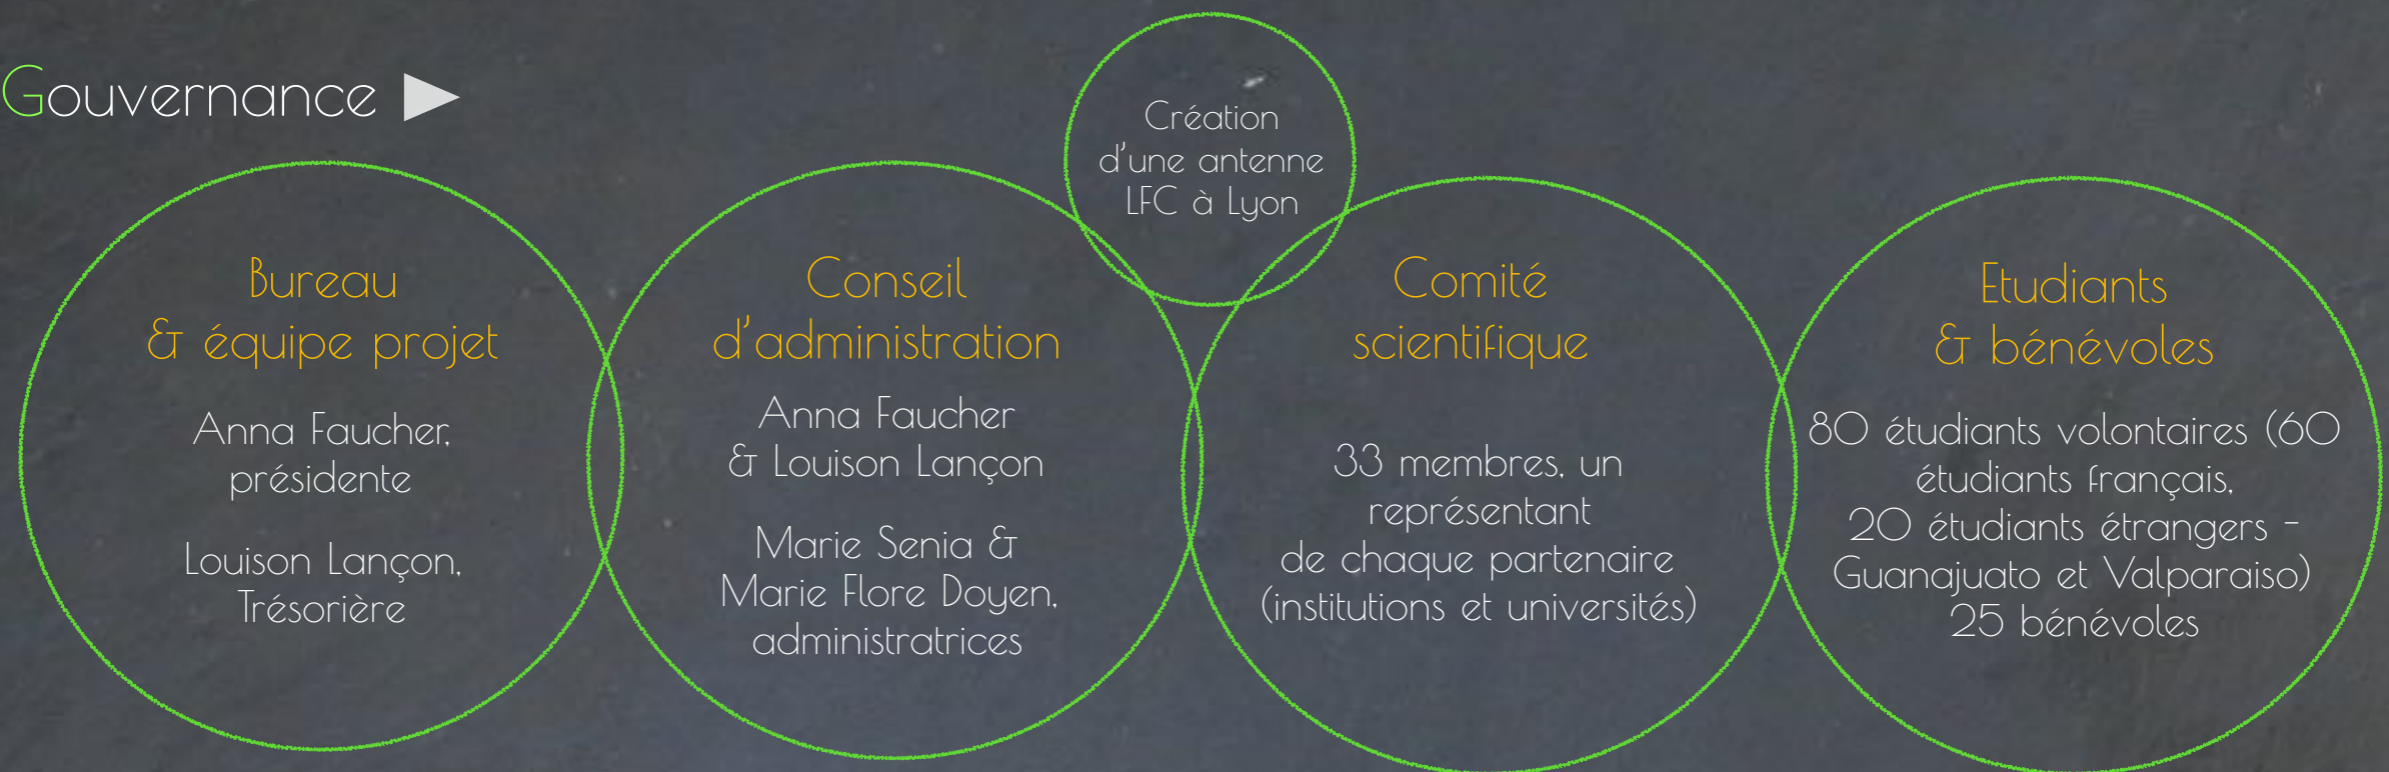 Gouvernance
Création
d'une antenne
LFC à Lyon
Bureau
& équipe projet
Anna Faucher,
présidente
Louison Lançon,
Trésorière
Conseil
d'administration
Anna Faucher
& Louison Lançon
Marie Senia &
Marie Flore Doyen,
administratrices
Comité
scientifique
33 membres, un
représentant
de chaque partenaire
(institutions et universités)
Etudiants
& bénévoles
80 étudiants volontaires (60
étudiants français,
20 étudiants étrangers -
Guanajuato et Valparaiso)
25 bénévoles